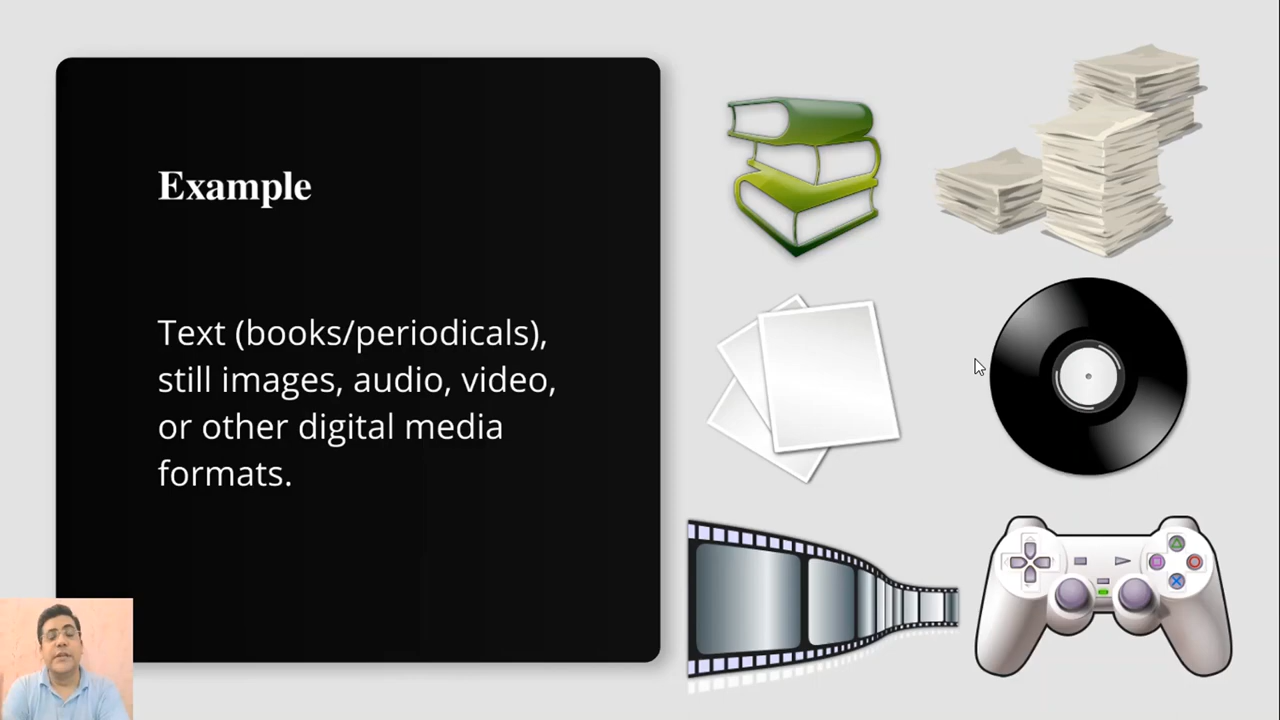 Example
Text (books/periodicals),
still images, audio, video,
or other digital media
formats.